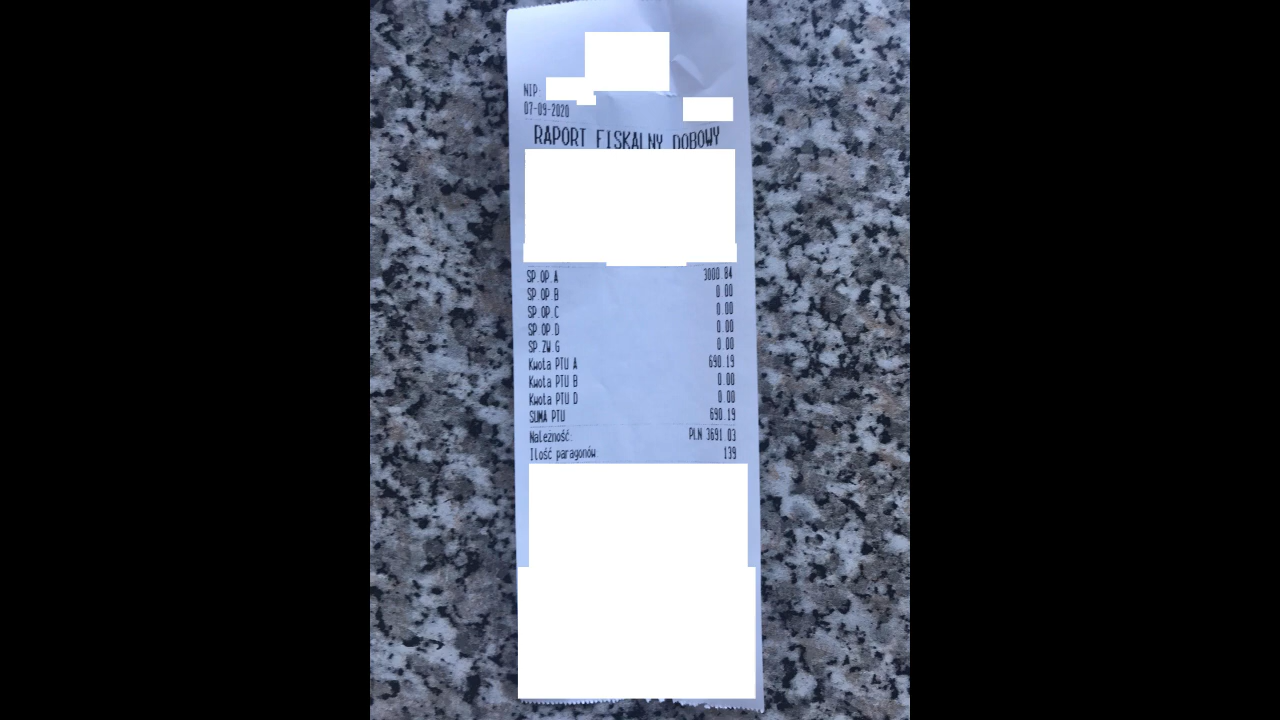 NIP
07-09-2020
RAPORT FISKALNY DOBOWY
SP.OP.A 3000.84
SP.OP.B 0.00
SP.OP.C 0.00
SP.OP.D 0.00
SP.ZW.G 0.00
Kwota PTU A 690.19
Kwota PTU B 0.00
Kwota PTU D 0.00
SUMA PTU 690.19
Należność: PLN 3691.03
Ilość paragonów: 139